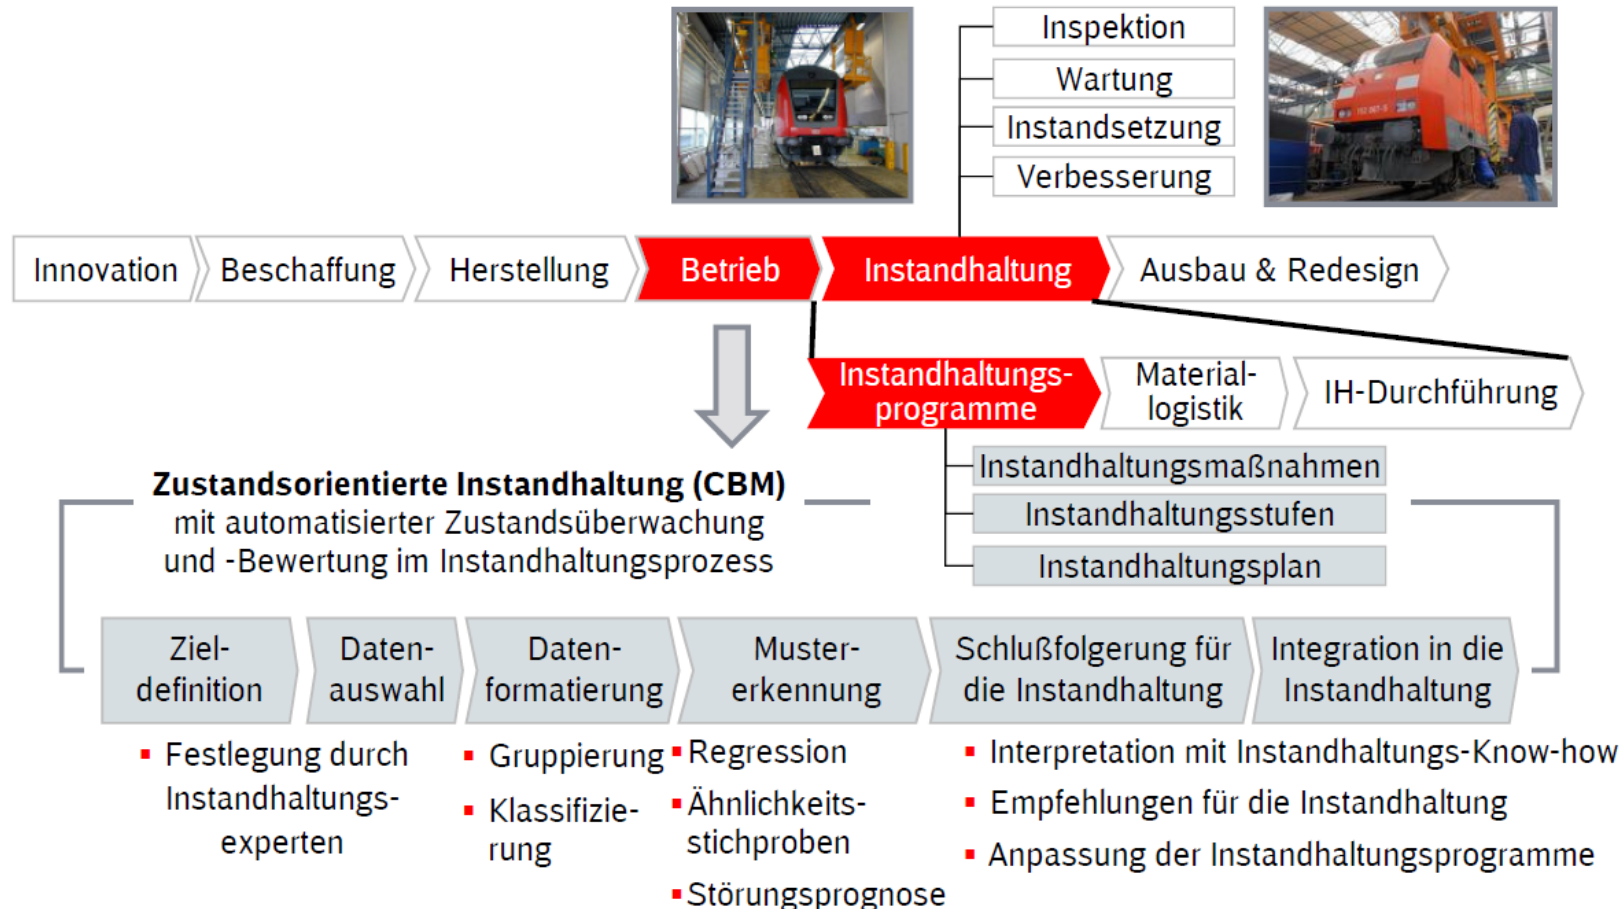 Inspektion
Wartung
Instandsetzung
Verbesserung
152 067-5
Innovation
Beschaffung
Herstellung
Betrieb
Instandhaltung
Ausbau & Redesign
Instandhaltungs-
programme
Material-
logistik
IH-Durchführung
Instandhaltungsmaßnahmen
Instandhaltungsstufen
Instandhaltungsplan
Zustandsorientierte Instandhaltung (CBM)
mit automatisierter Zustandsüberwachung
und -Bewertung im Instandhaltungsprozess
Ziel-
definition
Daten-
auswahl
Daten-
formatierung
Muster-
erkennung
Schlußfolgerung für
die Instandhaltung
Integration in die
Instandhaltung
Festlegung durch
Instandhaltungs-
experten
Gruppierung
Klassifizie-
rung
Regression
Ähnlichkeits-
stichproben
Störungsprognose
Interpretation mit Instandhaltungs-Know-how
Empfehlungen für die Instandhaltung
Anpassung der Instandhaltungsprogramme